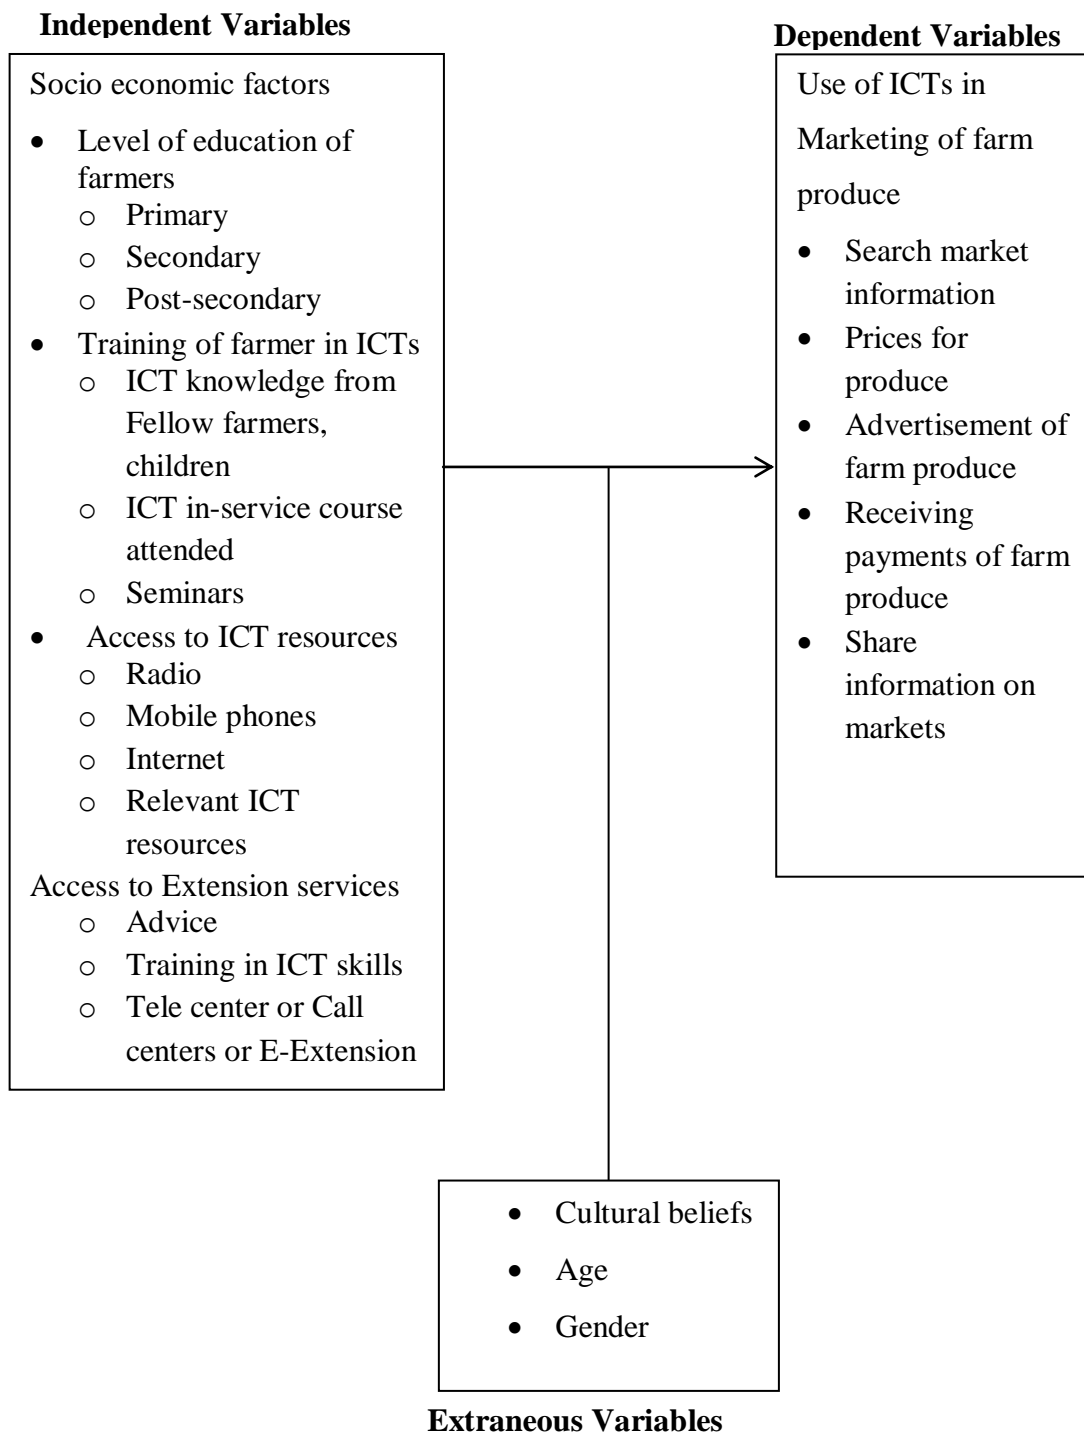 Independent Variables
Socio economic factors
• Level of education of
farmers
o Primary
o Secondary
o Post-secondary
• Training of farmer in ICTs
o ICT knowledge from
Fellow farmers,
children
o ICT in-service course
attended
o Seminars
• Access to ICT resources
o Radio
o Mobile phones
o Internet
o Relevant ICT
resources
Access to Extension services
o Advice
o Training in ICT skills
o Tele center or Call
centers or E-Extension
Dependent Variables
Use of ICTs in
Marketing of farm
produce
• Search market
information
• Prices for
produce
• Advertisement of
farm produce
• Receiving
payments of farm
produce
• Share
information on
markets
• Cultural beliefs
• Age
• Gender
Extraneous Variables